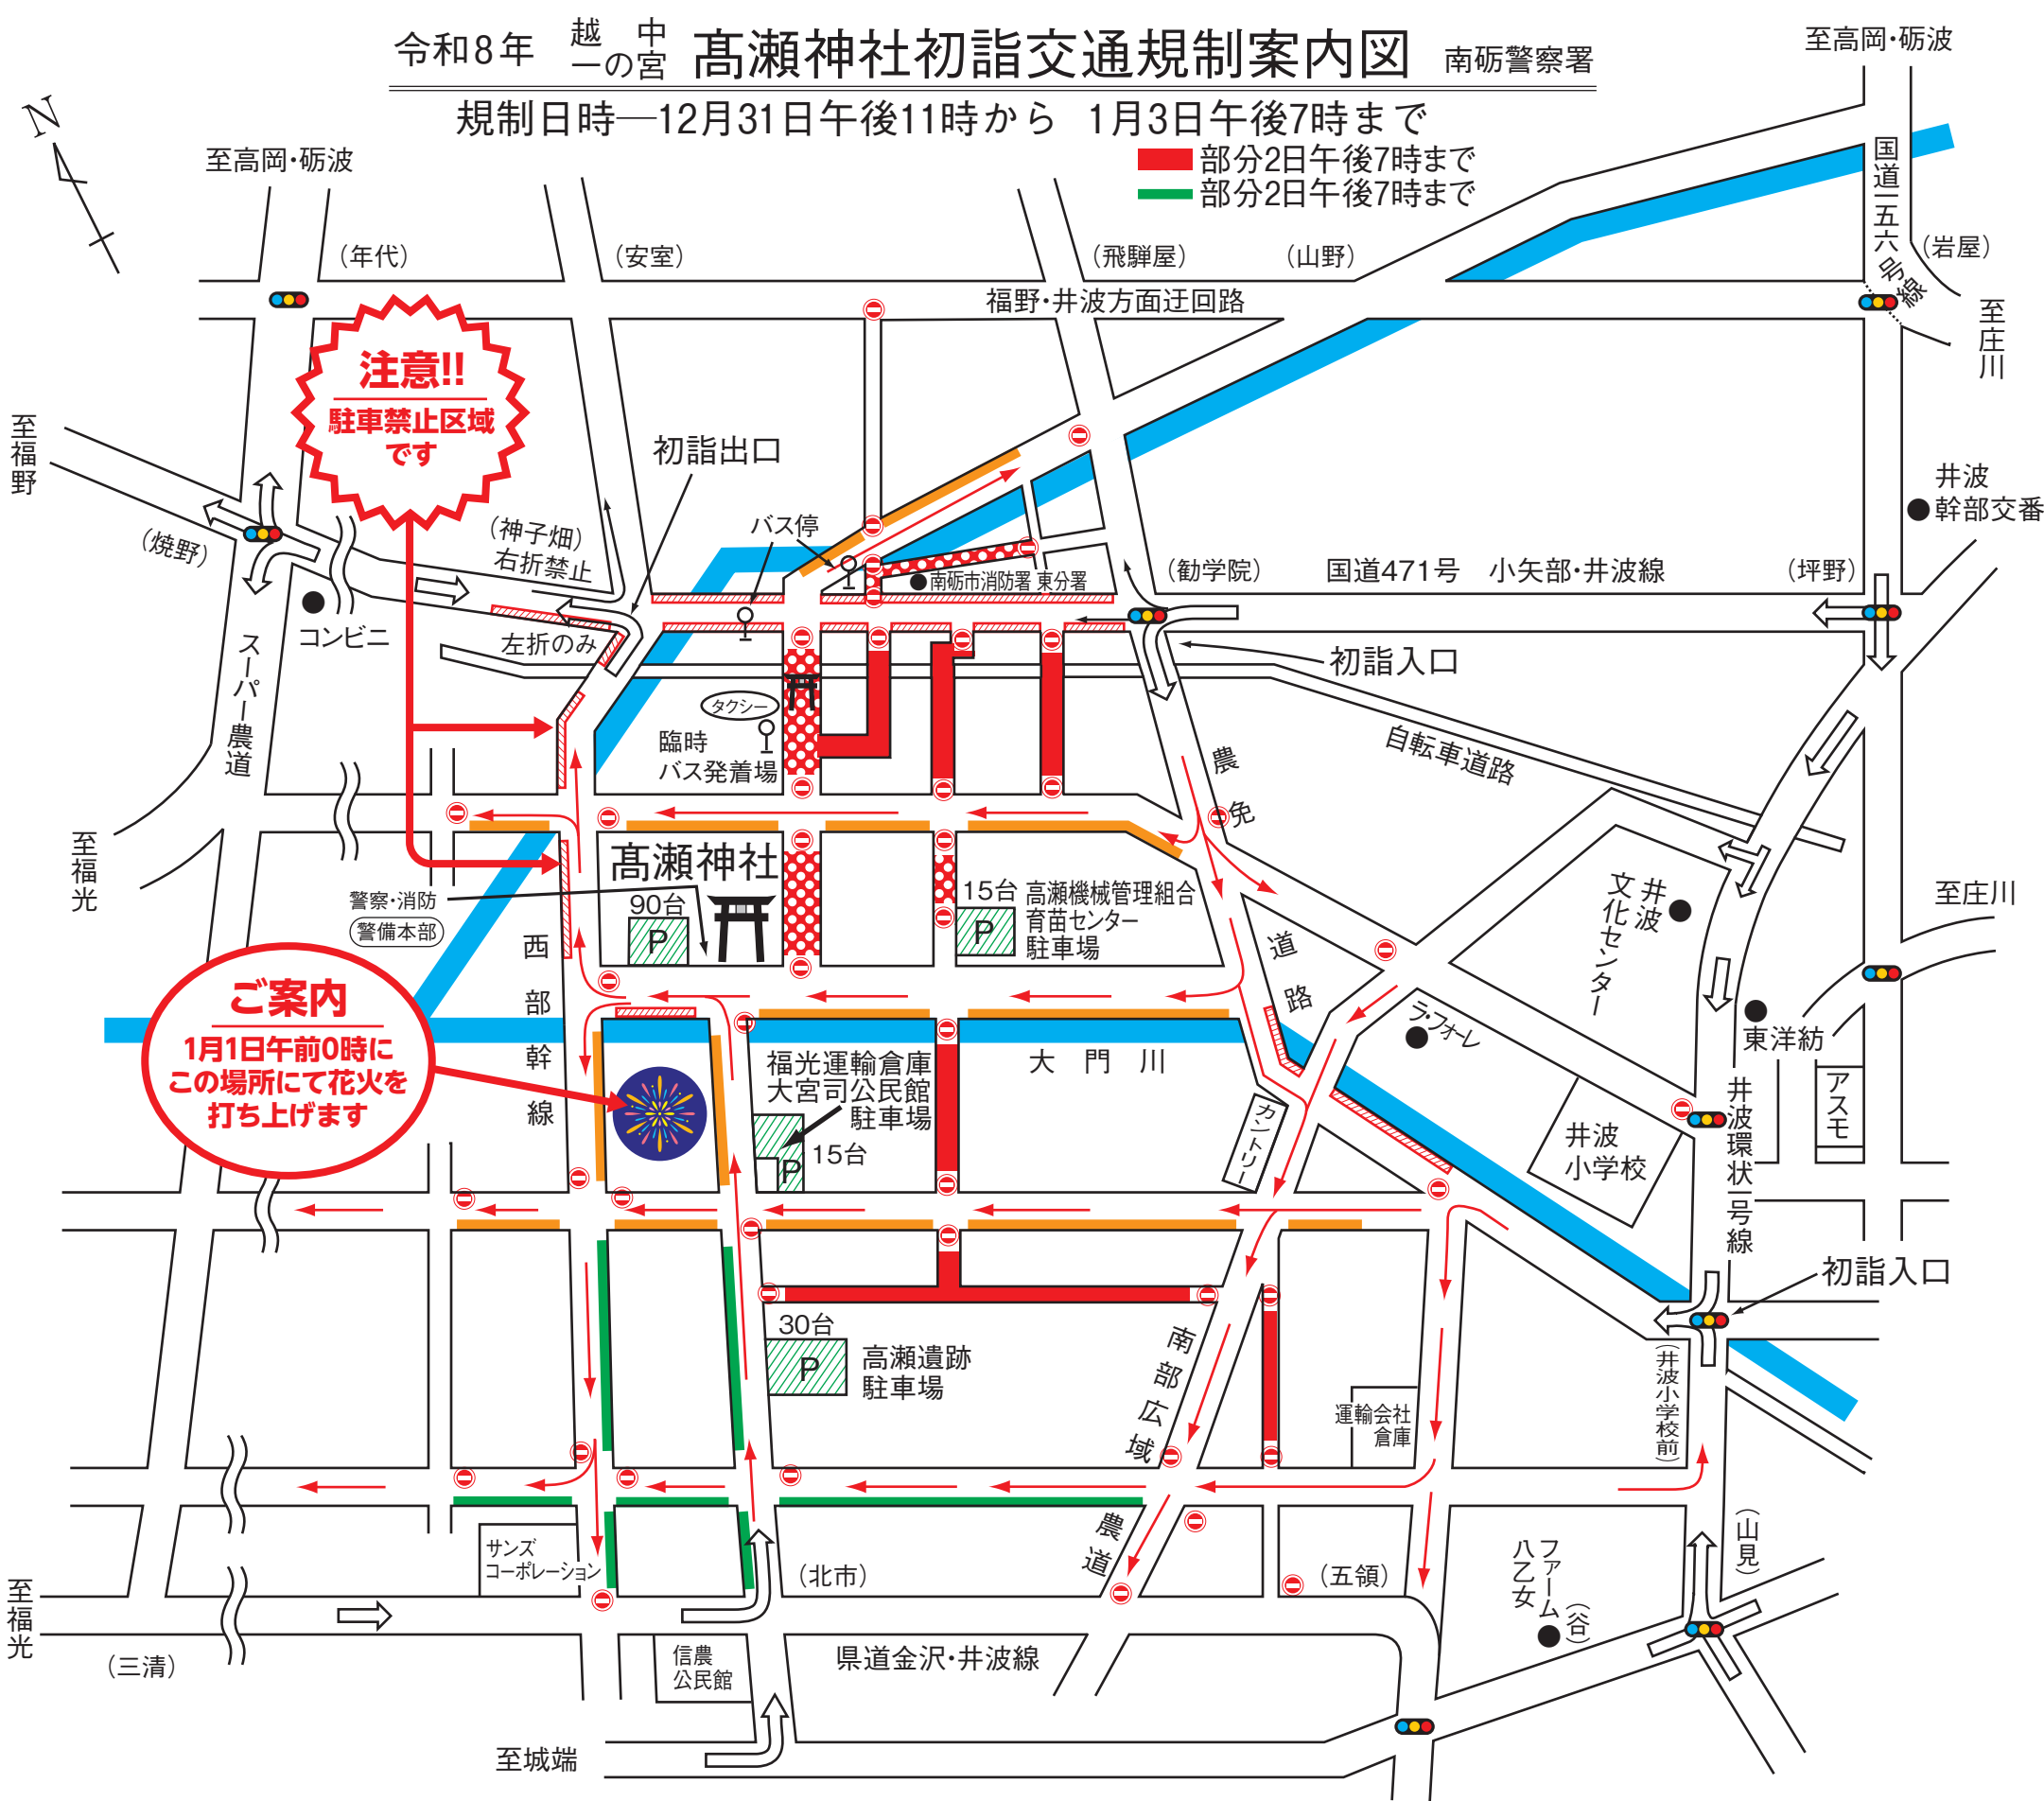 令和8年 越中一の宮 髙瀬神社初詣交通規制案内図 南砺警察署
規制日時―12月31日午後11時から 1月3日午後7時まで
部分2日午後7時まで
部分2日午後7時まで
N
至高岡・砺波
至高岡・砺波
国道一五六号線
(年代)
(安室)
(飛騨屋)
(山野)
(岩屋)
福野・井波方面迂回路
至庄川
注意!!
駐車禁止区域
です
至福野
初詣出口
井波
幹部交番
(焼野)
(神子畑)
右折禁止
バス停
南砺市消防署 東分署
(勧学院)
国道471号 小矢部・井波線
(坪野)
コンビニ
左折のみ
初詣入口
スーパー農道
タクシー
臨時
バス発着場
自転車道路
農免道路
至福光
髙瀬神社
90台
P
15台
P
高瀬機械管理組合
育苗センター
駐車場
井波
文化センター
至庄川
警察・消防
警備本部
西部幹線
ご案内
1月1日午前0時に
この場所にて花火を
打ち上げます
ラ・フォーレ
東洋紡
福光運輸倉庫
大宮司公民館
駐車場
15台
P
大門川
アスモ
カントリー
井波
小学校
井波環状一号線
初詣入口
30台
P
高瀬遺跡
駐車場
南部広域農道
運輸会社
倉庫
(井波小学校前)
サンズ
コーポレーション
(北市)
(五領)
ファーム
八乙女
(谷)
(山見)
至福光
(三清)
信農
公民館
県道金沢・井波線
至城端